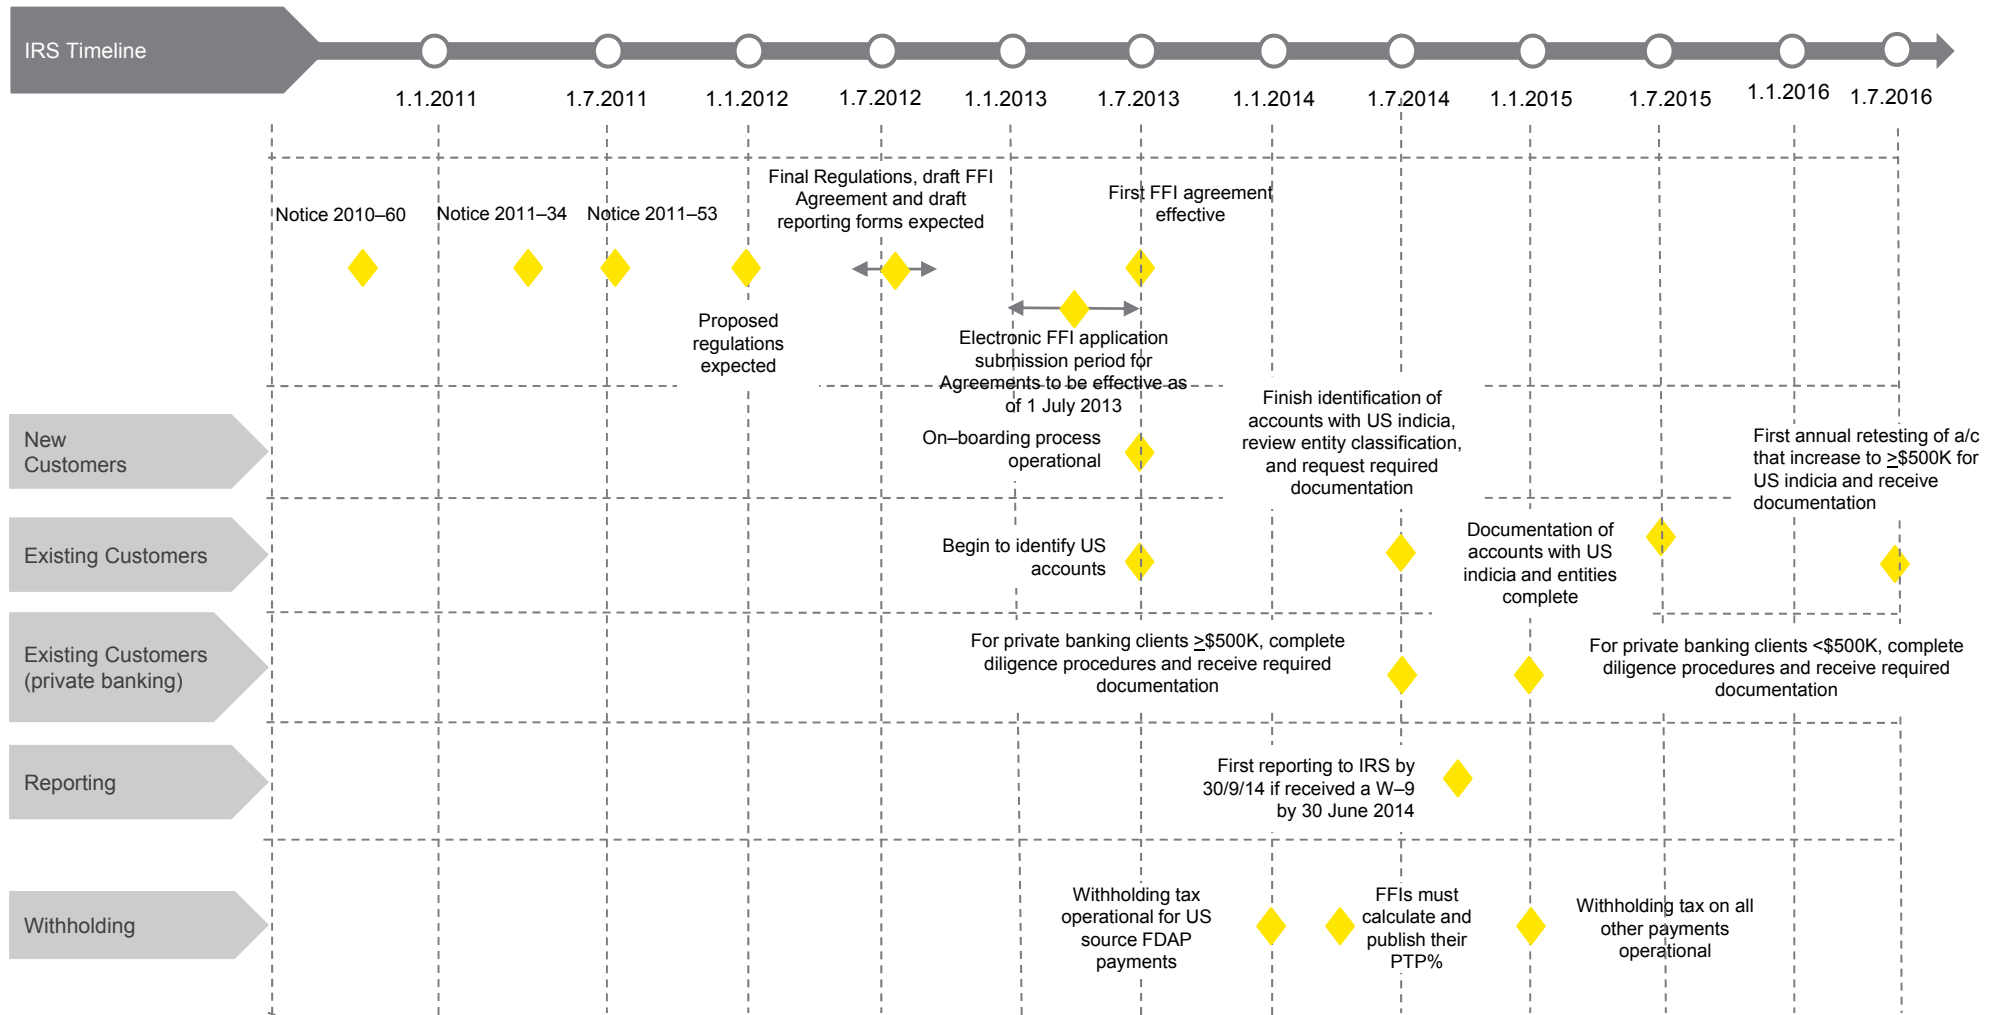 IRS Timeline
1.1.2011
1.7.2011
1.1.2012
1.7.2012
1.1.2013
1.7.2013
1.1.2014
1.7.2014
1.1.2015
1.7.2015
1.1.2016
1.7.2016
Notice 2010–60
Notice 2011–34
Notice 2011–53
Proposed
regulations
expected
Final Regulations, draft FFI
Agreement and draft
reporting forms expected
First FFI agreement
effective
Electronic FFI application
submission period for
Agreements to be effective as
of 1 July 2013
New
Customers
On–boarding process
operational
Finish identification of
accounts with US indicia,
review entity classification,
and request required
documentation
First annual retesting of a/c
that increase to ≥$500K for
US indicia and receive
documentation
Existing Customers
Begin to identify US
accounts
Documentation of
accounts with US
indicia and entities
complete
Existing Customers
(private banking)
For private banking clients ≥$500K, complete
diligence procedures and receive required
documentation
For private banking clients <$500K, complete
diligence procedures and receive required
documentation
Reporting
First reporting to IRS by
30/9/14 if received a W–9
by 30 June 2014
Withholding
Withholding tax
operational for US
source FDAP
payments
FFIs must
calculate and
publish their
PTP%
Withholding tax on all
other payments
operational